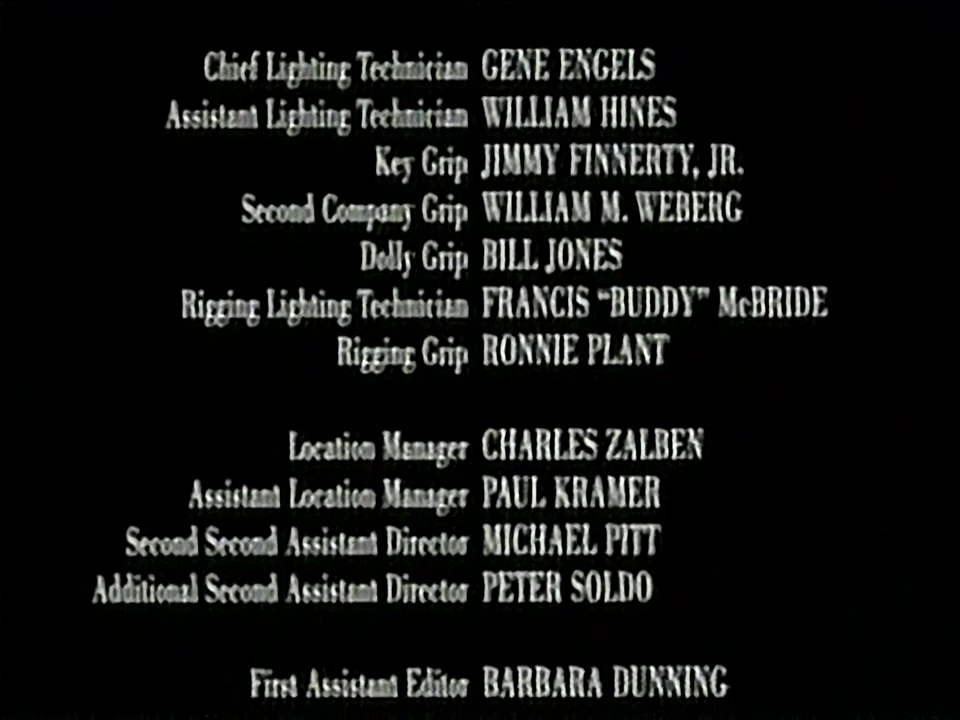 Chief Lighting Technician GENE ENGELS
Assistant Lighting Technician WILLIAM HINES
Key Grip JIMMY FINNERTY, JR.
Second Company Grip WILLIAM M. WEBERG
Dolly Grip BILL JONES
Rigging Lighting Technician FRANCIS “BUDDY” McBRIDE
Rigging Grip RONNIE PLANT
Location Manager CHARLES ZALBEN
Assistant Location Manager PAUL KRAMER
Second Second Assistant Director MICHAEL PITT
Additional Second Assistant Director PETER SOLDO
First Assistant Editor BARBARA DUNNING